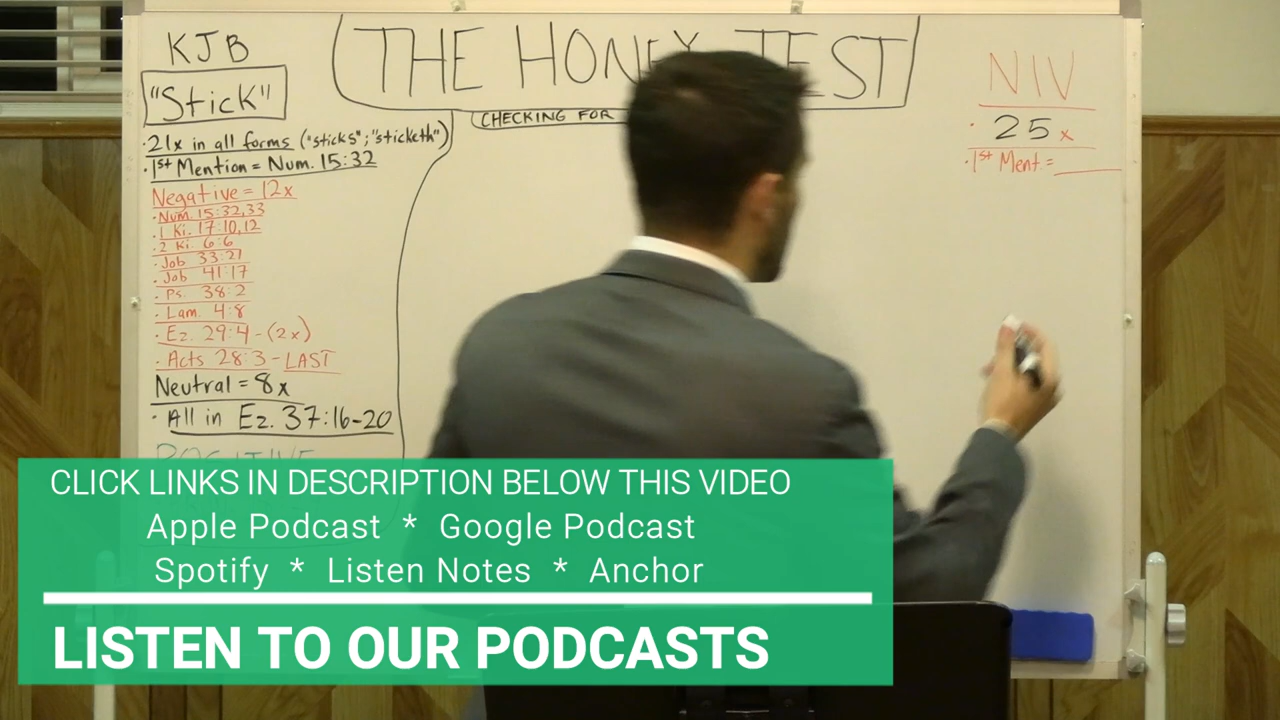 KJB
"Stick"
· 21x in all forms ("sticks"; "sticketh")
· 1st Mention = Num. 15:32
Negative = 12x
· Num. 15:32,33
· 1 Ki. 17:10,12
· 2 Ki. 6:6
· Job 33:21
· Job 41:17
· Ps. 38:2
· Lam. 4:8
· Ez. 29:4 - (2x)
· Acts 28:3 - LAST
Neutral = 8x
· All in Ez. 37:16-20
POSITIVE
THE HONEY TEST
CHECKING FOR
NIV
· 25x
· 1st Ment. =
CLICK LINKS IN DESCRIPTION BELOW THIS VIDEO
Apple Podcast * Google Podcast
Spotify * Listen Notes * Anchor
LISTEN TO OUR PODCASTS